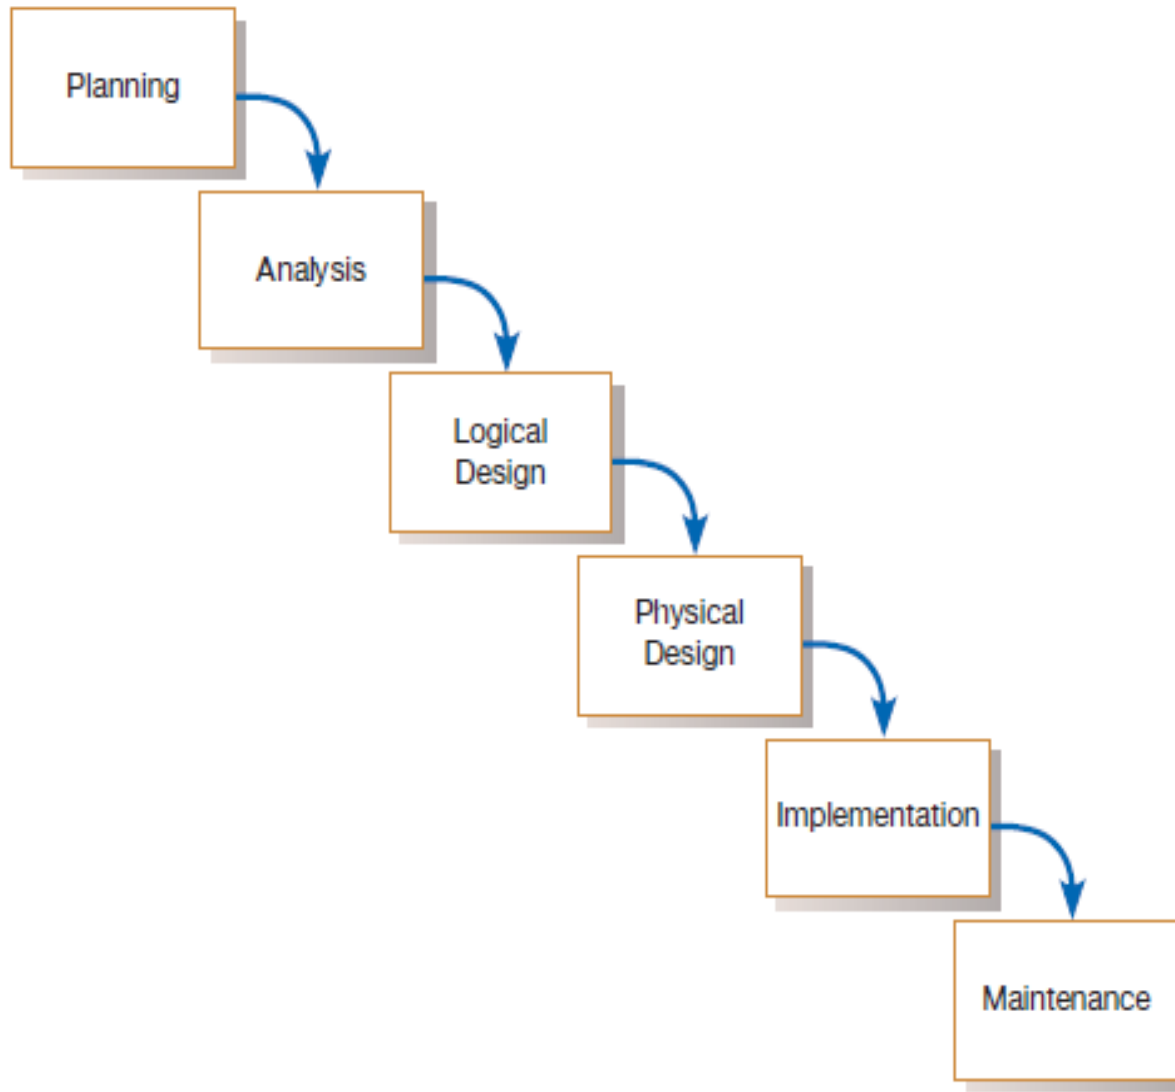 Planning
Analysis
Logical
Design
Physical
Design
Implementation
Maintenance